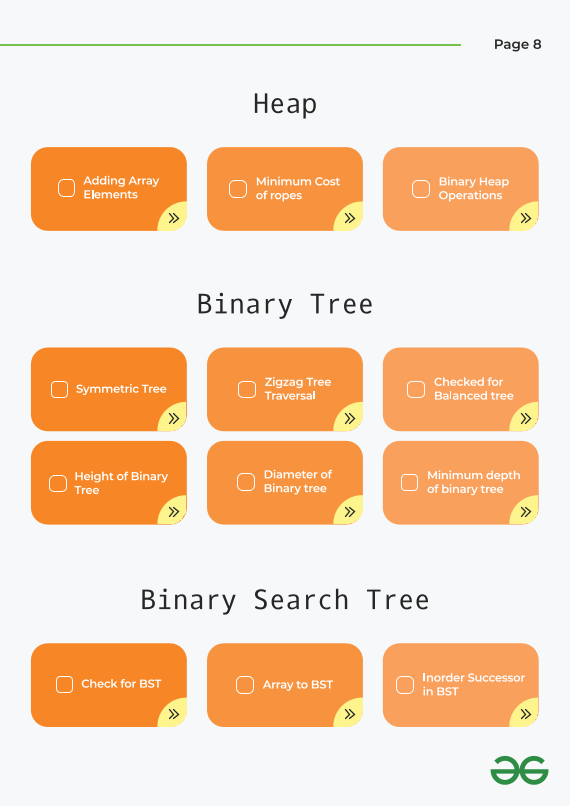 Page 8
Heap
Adding Array
Elements
Minimum Cost
of ropes
Binary Heap
Operations
Binary Tree
Symmetric Tree
Zigzag Tree
Traversal
Checked for
Balanced tree
Height of Binary
Tree
Diameter of
Binary tree
Minimum depth
of binary tree
Binary Search Tree
Check for BST
Array to BST
Inorder Successor
in BST